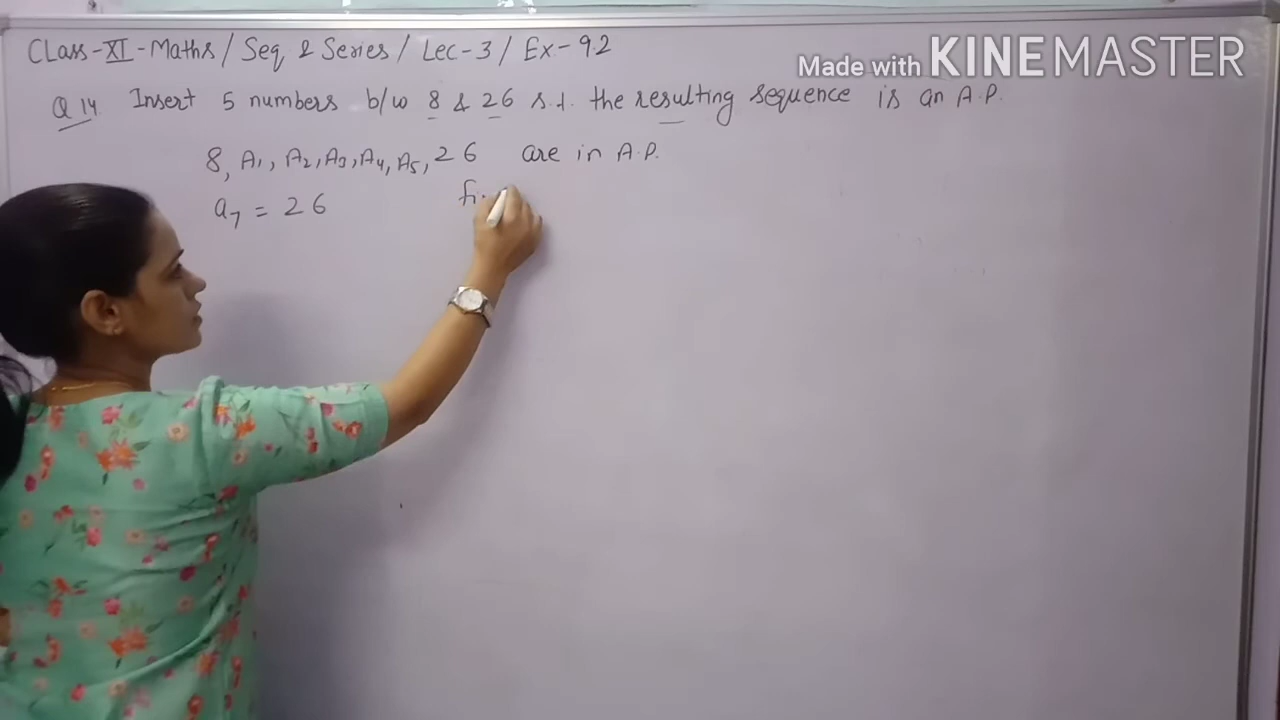 CLass-XI-Maths/ Seq & Series / Lec-3 / Ex-9.2
Made with KINEMASTER
Q 14. Insert 5 numbers b/w 8 & 26 s.t. the resulting sequence is an A.P.
8, A1, A2, A3, A4, A5, 26 are in A.P.
a7 = 26